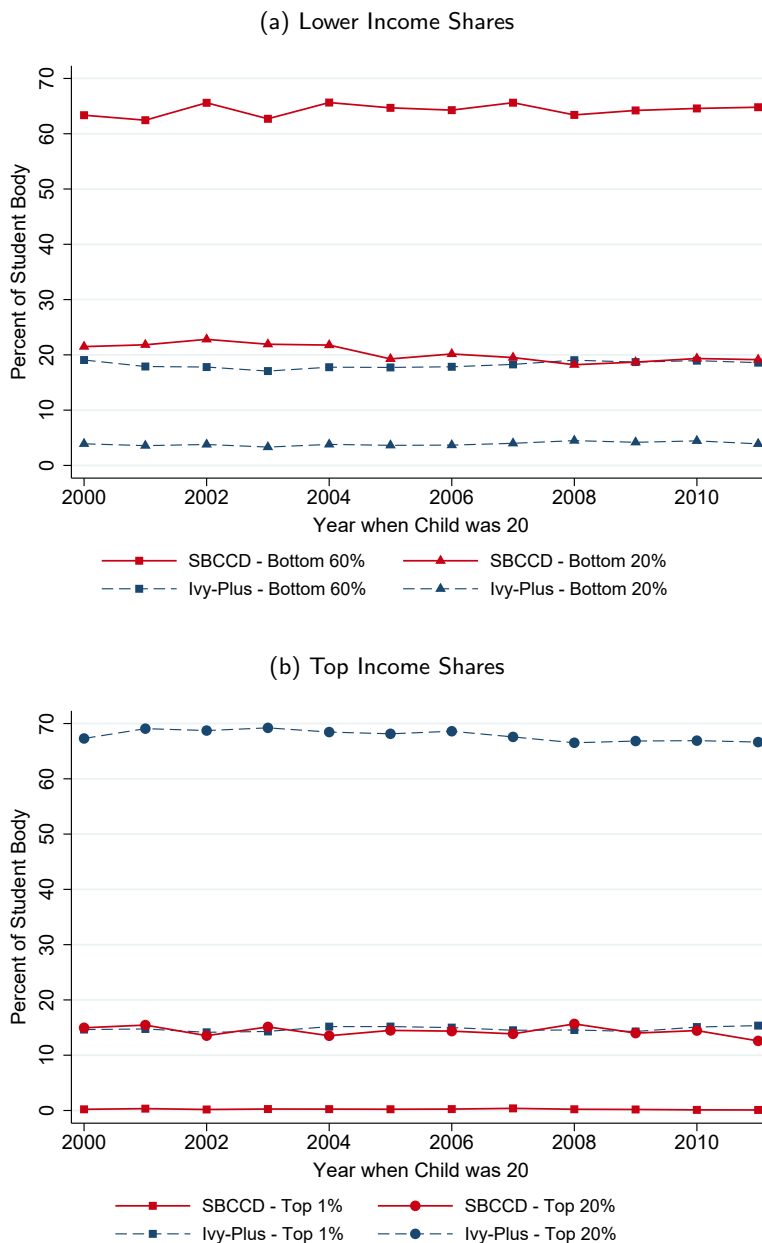 (a) Lower Income Shares
70
60
50
40
30
20
10
0
Percent of Student Body
2000 2002 2004 2006 2008 2010
Year when Child was 20
SBCCD - Bottom 60% SBCCD - Bottom 20%
Ivy-Plus - Bottom 60% Ivy-Plus - Bottom 20%
(b) Top Income Shares
70
60
50
40
30
20
10
0
Percent of Student Body
2000 2002 2004 2006 2008 2010
Year when Child was 20
SBCCD - Top 1% SBCCD - Top 20%
Ivy-Plus - Top 1% Ivy-Plus - Top 20%